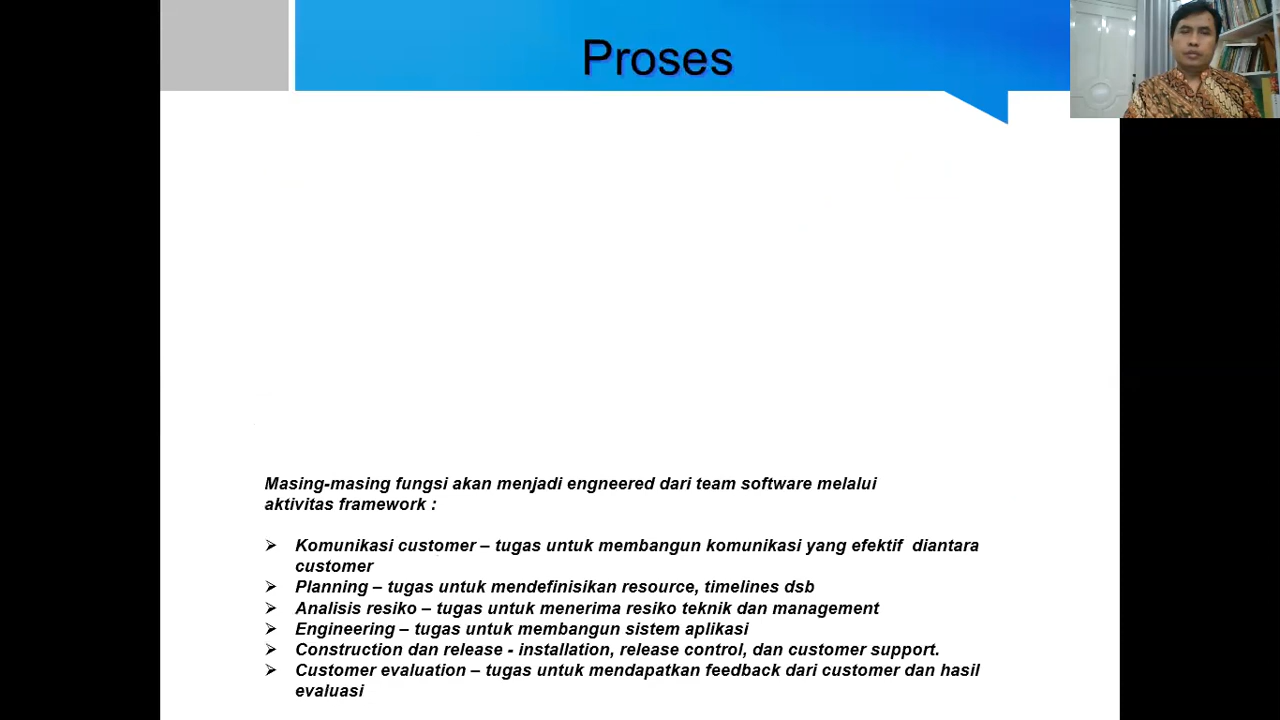 Proses
Masing-masing fungsi akan menjadi engneered dari team software melalui
aktivitas framework :
Komunikasi customer – tugas untuk membangun komunikasi yang efektif diantara
customer
Planning – tugas untuk mendefinisikan resource, timelines dsb
Analisis resiko – tugas untuk menerima resiko teknik dan management
Engineering – tugas untuk membangun sistem aplikasi
Construction dan release - installation, release control, dan customer support.
Customer evaluation – tugas untuk mendapatkan feedback dari customer dan hasil
evaluasi